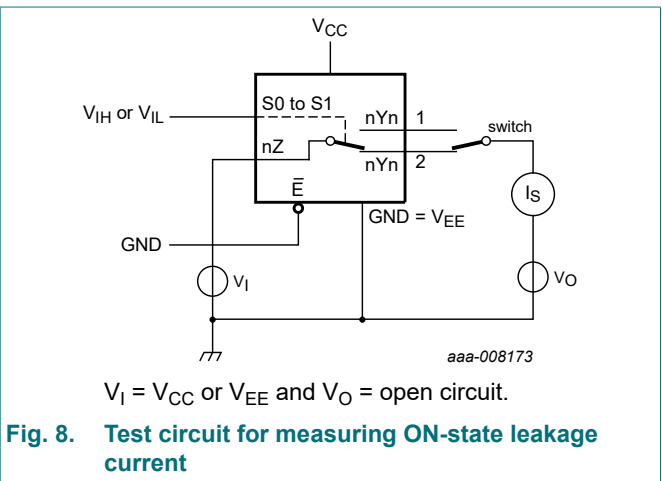 VCC
VIH or VIL
S0 to S1
nYn 1
switch
nZ
nYn 2
E̅
IS
GND = VEE
GND
VI
VO
aaa-008173
VI = VCC or VEE and VO = open circuit.
Fig. 8. Test circuit for measuring ON-state leakage
current